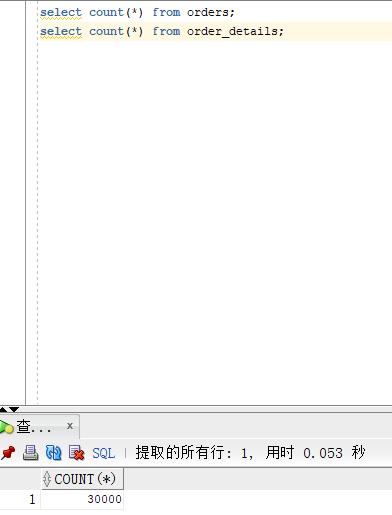 select count(*) from orders;
select count(*) from order_details;
查... x
SQL | 提取的所有行: 1, 用时 0.053 秒
COUNT(*)
1 30000